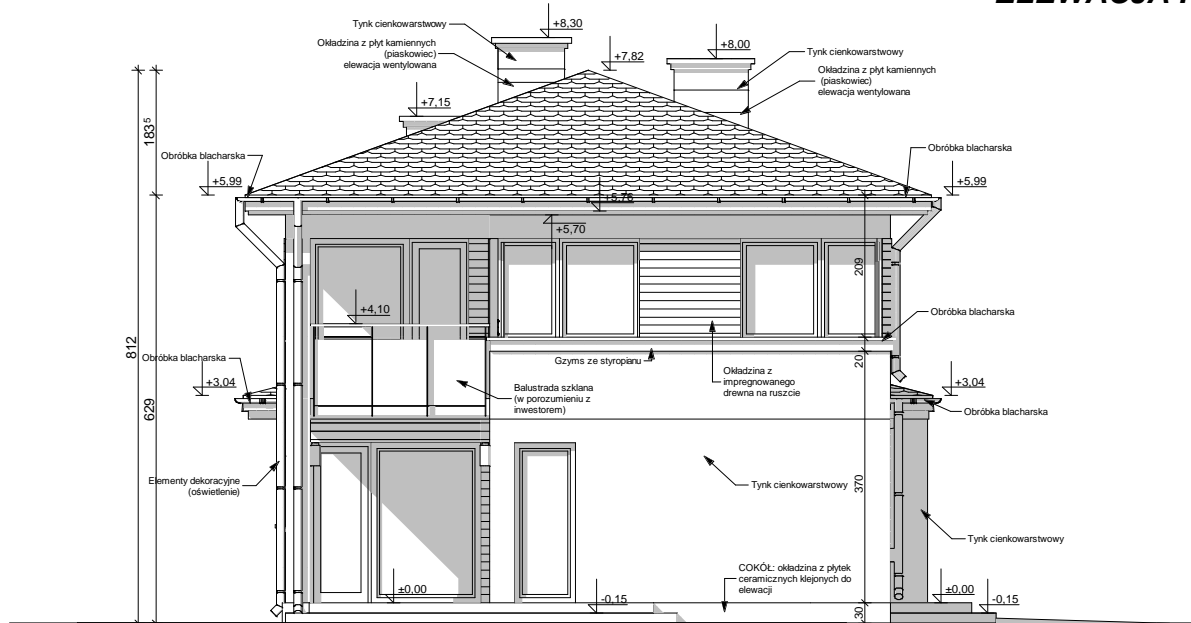 Tynk cienkowarstwowy
+8,30
Okładzina z płyt kamiennych
(piaskowiec)
elewacja wentylowana
+8,00
Tynk cienkowarstwowy
+7,82
Okładzina z płyt kamiennych
(piaskowiec)
elewacja wentylowana
+7,15
183⁵
Obróbka blacharska
Obróbka blacharska
+5,99
+5,99
+5,76
+5,70
209
+4,10
Obróbka blacharska
812
Obróbka blacharska
Gzyms ze styropianu
20
+3,04
Balustrada szklana
(w porozumieniu z
inwestorem)
Okładzina z
impregnowanego
drewna na ruszcie
+3,04
Obróbka blacharska
629
Elementy dekoracyjne
(oświetlenie)
Tynk cienkowarstwowy
370
Tynk cienkowarstwowy
COKÓŁ: okładzina z płytek
ceramicznych klejonych do
elewacji
±0,00
-0,15
±0,00
-0,15
30